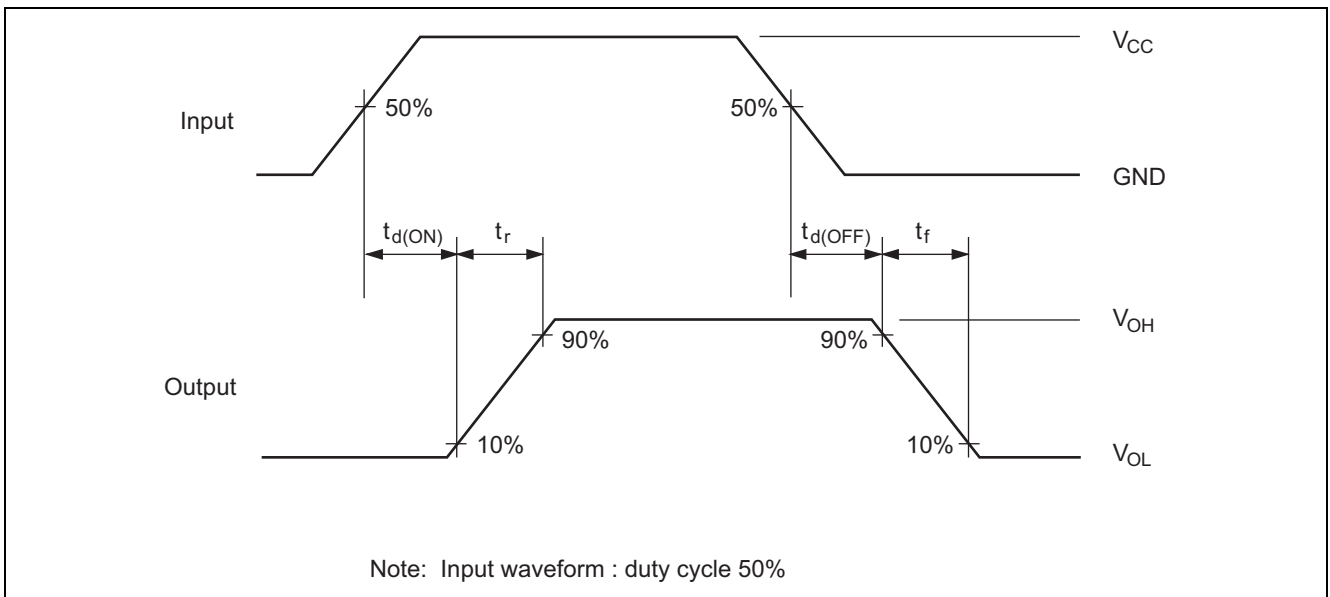 V_CC
50%
50%
Input
GND
t_d(ON)
t_r
t_d(OFF)
t_f
V_OH
90%
90%
Output
10%
10%
V_OL
Note: Input waveform : duty cycle 50%